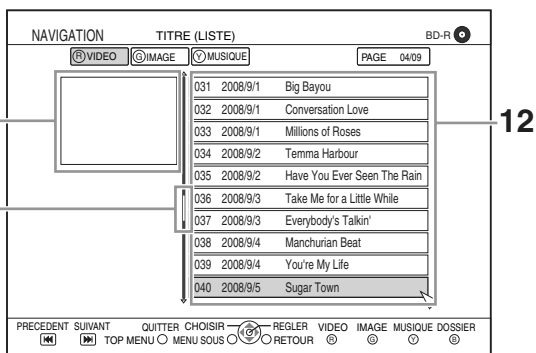 NAVIGATION TITRE (LISTE) BD-R
R VIDEO G IMAGE Y MUSIQUE PAGE 04/09
031 2008/9/1 Big Bayou
032 2008/9/1 Conversation Love
033 2008/9/1 Millions of Roses
034 2008/9/2 Temma Harbour
035 2008/9/2 Have You Ever Seen The Rain
036 2008/9/3 Take Me for a Little While
037 2008/9/3 Everybody's Talkin'
038 2008/9/4 Manchurian Beat
039 2008/9/4 You're My Life
040 2008/9/5 Sugar Town
12
PRECEDENT SUIVANT QUITTER CHOISIR REGLER VIDEO IMAGE MUSIQUE DOSSIER
TOP MENU MENU SOUS RETOUR R G Y B